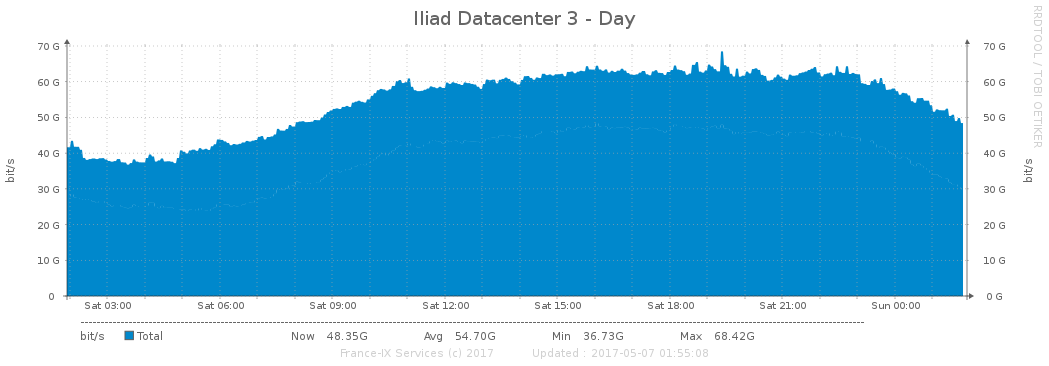 Iliad Datacenter 3 - Day
RRDTOOL / TOBI OETIKER
70 G 70 G
60 G 60 G
50 G 50 G
40 G 40 G
30 G 30 G
20 G 20 G
10 G 10 G
0 0 G
bit/s bit/s
Sat 03:00 Sat 06:00 Sat 09:00 Sat 12:00 Sat 15:00 Sat 18:00 Sat 21:00 Sun 00:00
bit/s Total Now 48.35G Avg 54.70G Min 36.73G Max 68.42G
France-IX Services (c) 2017 Updated : 2017-05-07 01:55:08